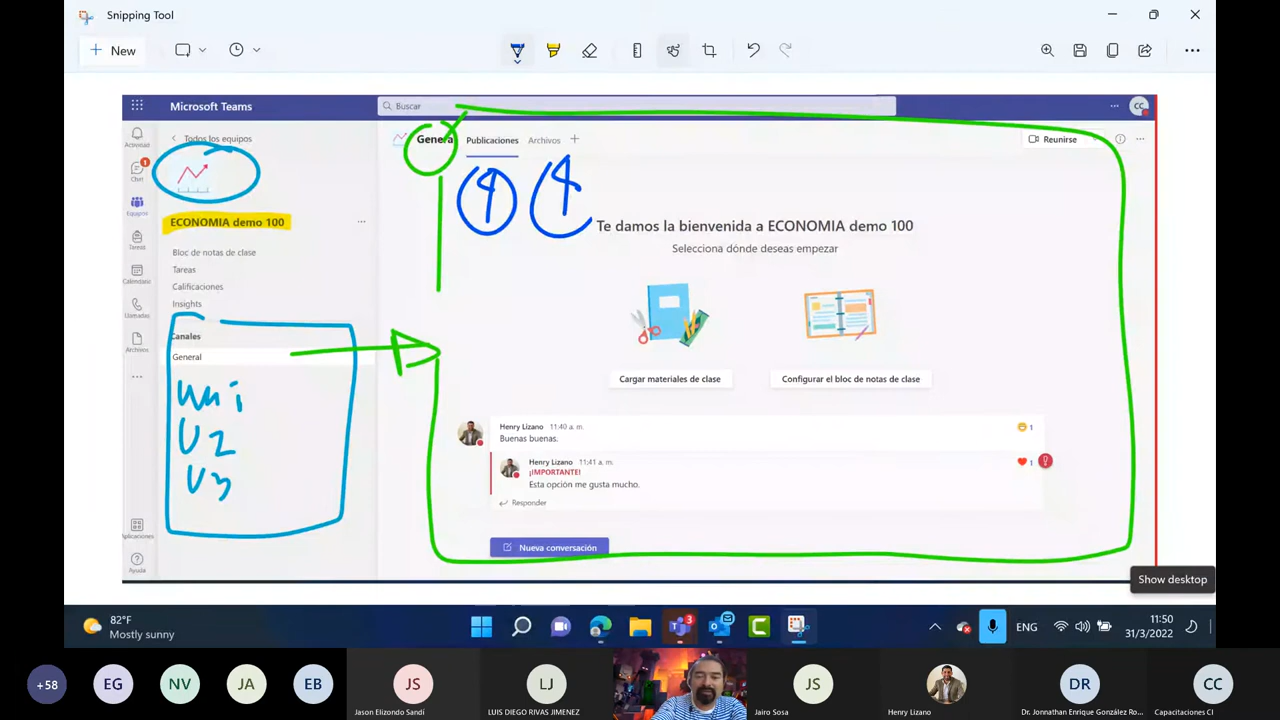 Snipping Tool
New
Microsoft Teams
Buscar
CC
Todos los equipos
General
Publicaciones
Archivos
Reunirse
Actividad
Chat
1
Equipos
Tareas
Calendario
Llamadas
Archivos
Aplicaciones
Ayuda
ECONOMIA demo 100
Bloc de notas de clase
Tareas
Calificaciones
Insights
Canales
General
U2
U3
Te damos la bienvenida a ECONOMIA demo 100
Selecciona dónde deseas empezar
Cargar materiales de clase
Configurar el bloc de notas de clase
Henry Lizano 11:40 a. m.
Buenas buenas.
1
Henry Lizano 11:41 a. m.
¡IMPORTANTE!
Esta opción me gusta mucho.
1
Responder
Nueva conversación
Show desktop
82°F
Mostly sunny
3
ENG
11:50
31/3/2022
+58
EG
NV
JA
EB
JS
Jason Elizondo Sandí
LJ
LUIS DIEGO RIVAS JIMENEZ
JS
Jairo Sosa
Henry Lizano
DR
Dr. Jonnathan Enrique González Ro...
CC
Capacitaciones CI